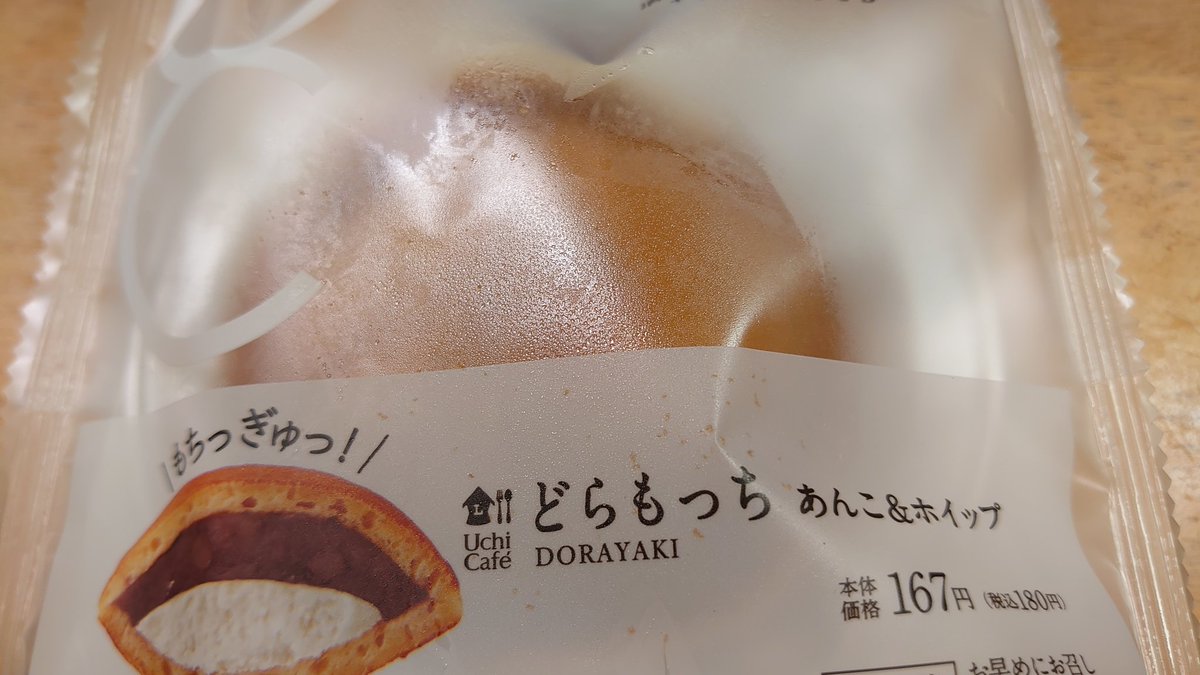 もちっぎゅっ!
Uchi
Café
どらもっち あんこ&ホイップ
DORAYAKI
本体
価格 167円 (税込180円)
お早めにお召し